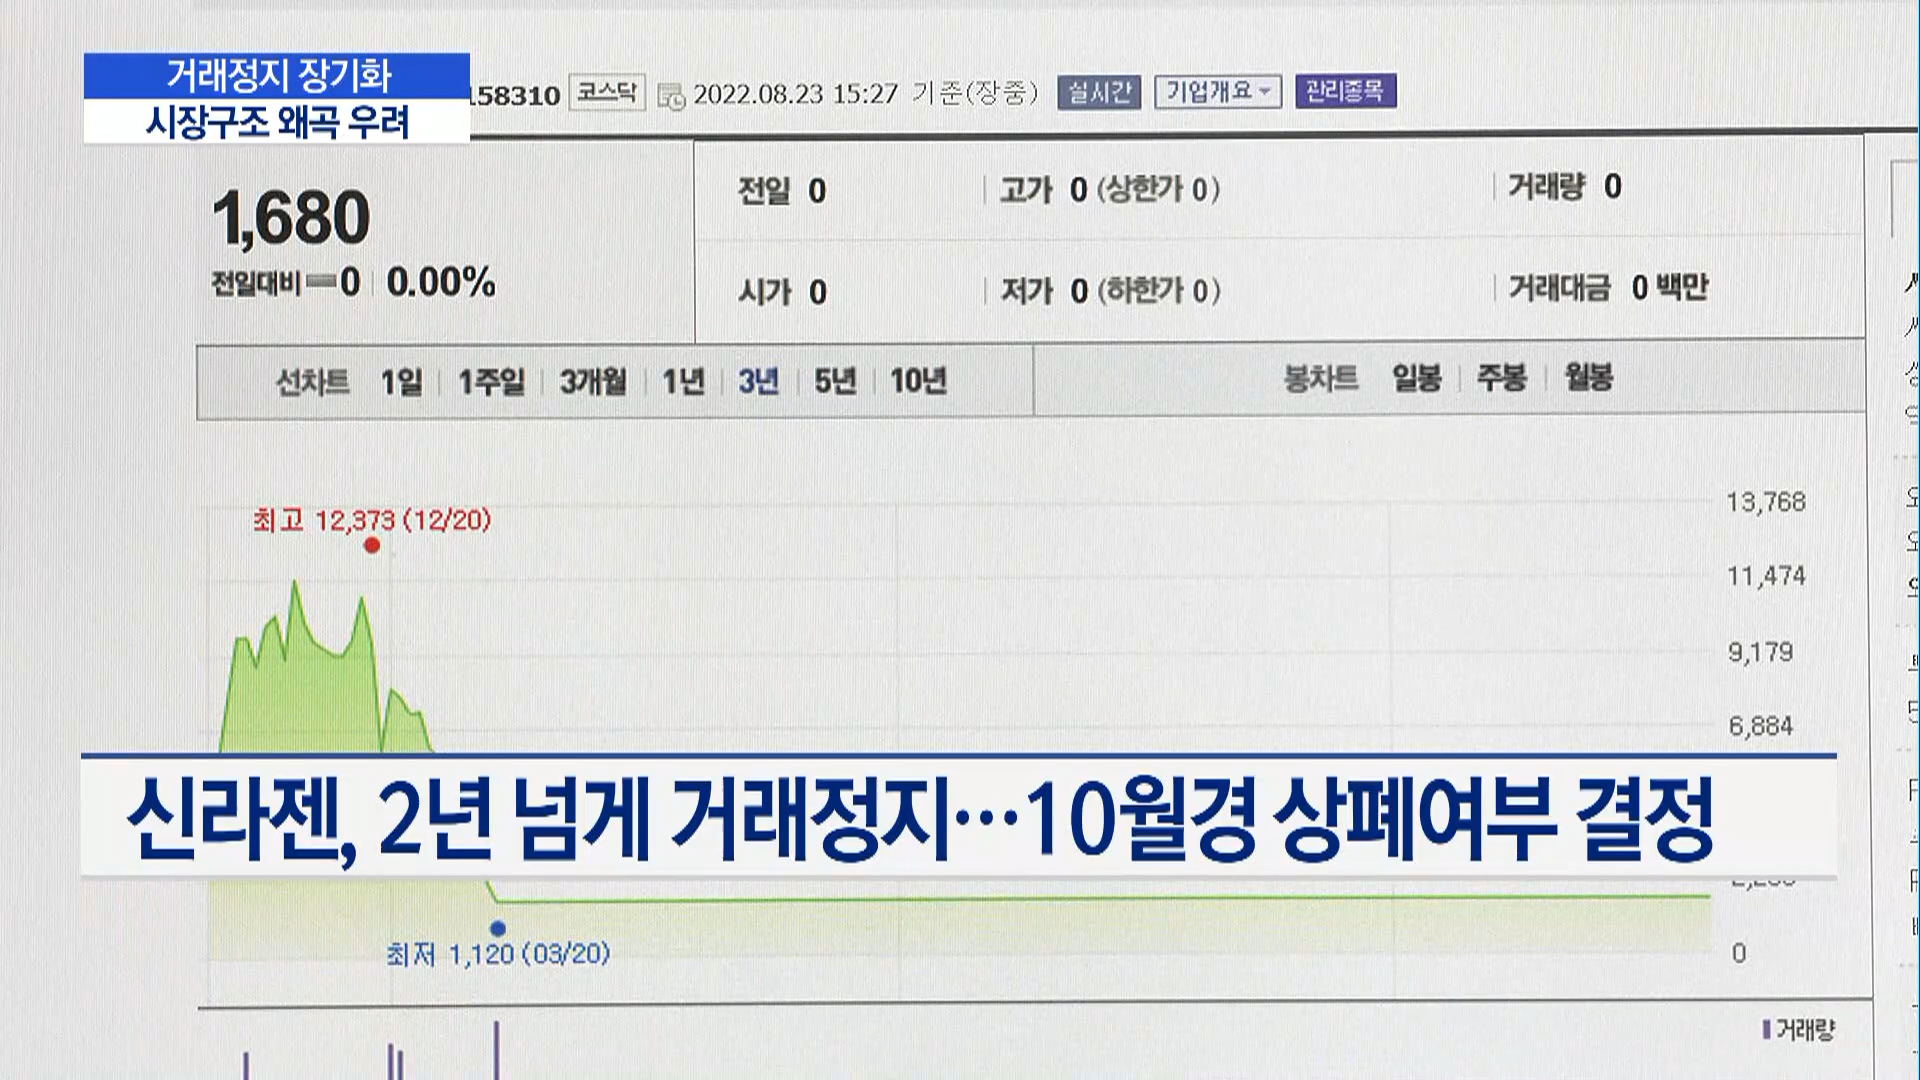 거래정지 장기화
시장구조 왜곡 우려
158310 코스닥 2022.08.23 15:27 기준(장중) 실시간 기업개요 관리종목
1,680
전일대비 0 0.00%
전일 0 고가 0 (상한가 0) 거래량 0
시가 0 저가 0 (하한가 0) 거래대금 0 백만
선차트 1일 1주일 3개월 1년 3년 5년 10년 봉차트 일봉 주봉 월봉
최고 12,373 (12/20)
13,768
11,474
9,179
6,884
신라젠, 2년 넘게 거래정지…10월경 상폐여부 결정
최저 1,120 (03/20)
0
거래량